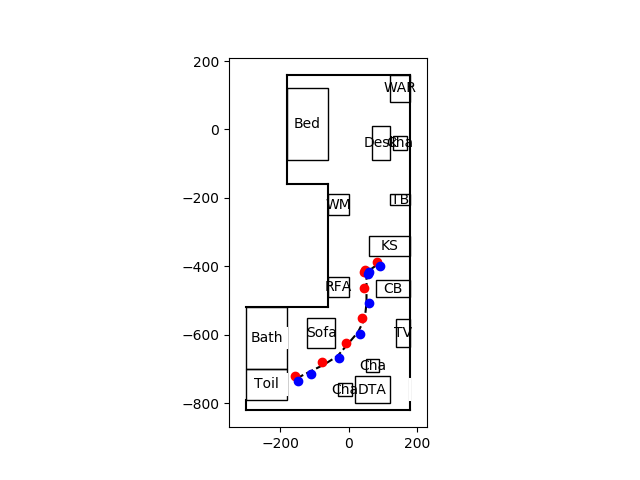 200
WAR
Bed
0
Desk
Cha
−200
WM
TB
KS
−400
RFA
CB
−600
Bath
Sofa
TV
Cha
Toil
Cha
DTA
−800
−200
0
200